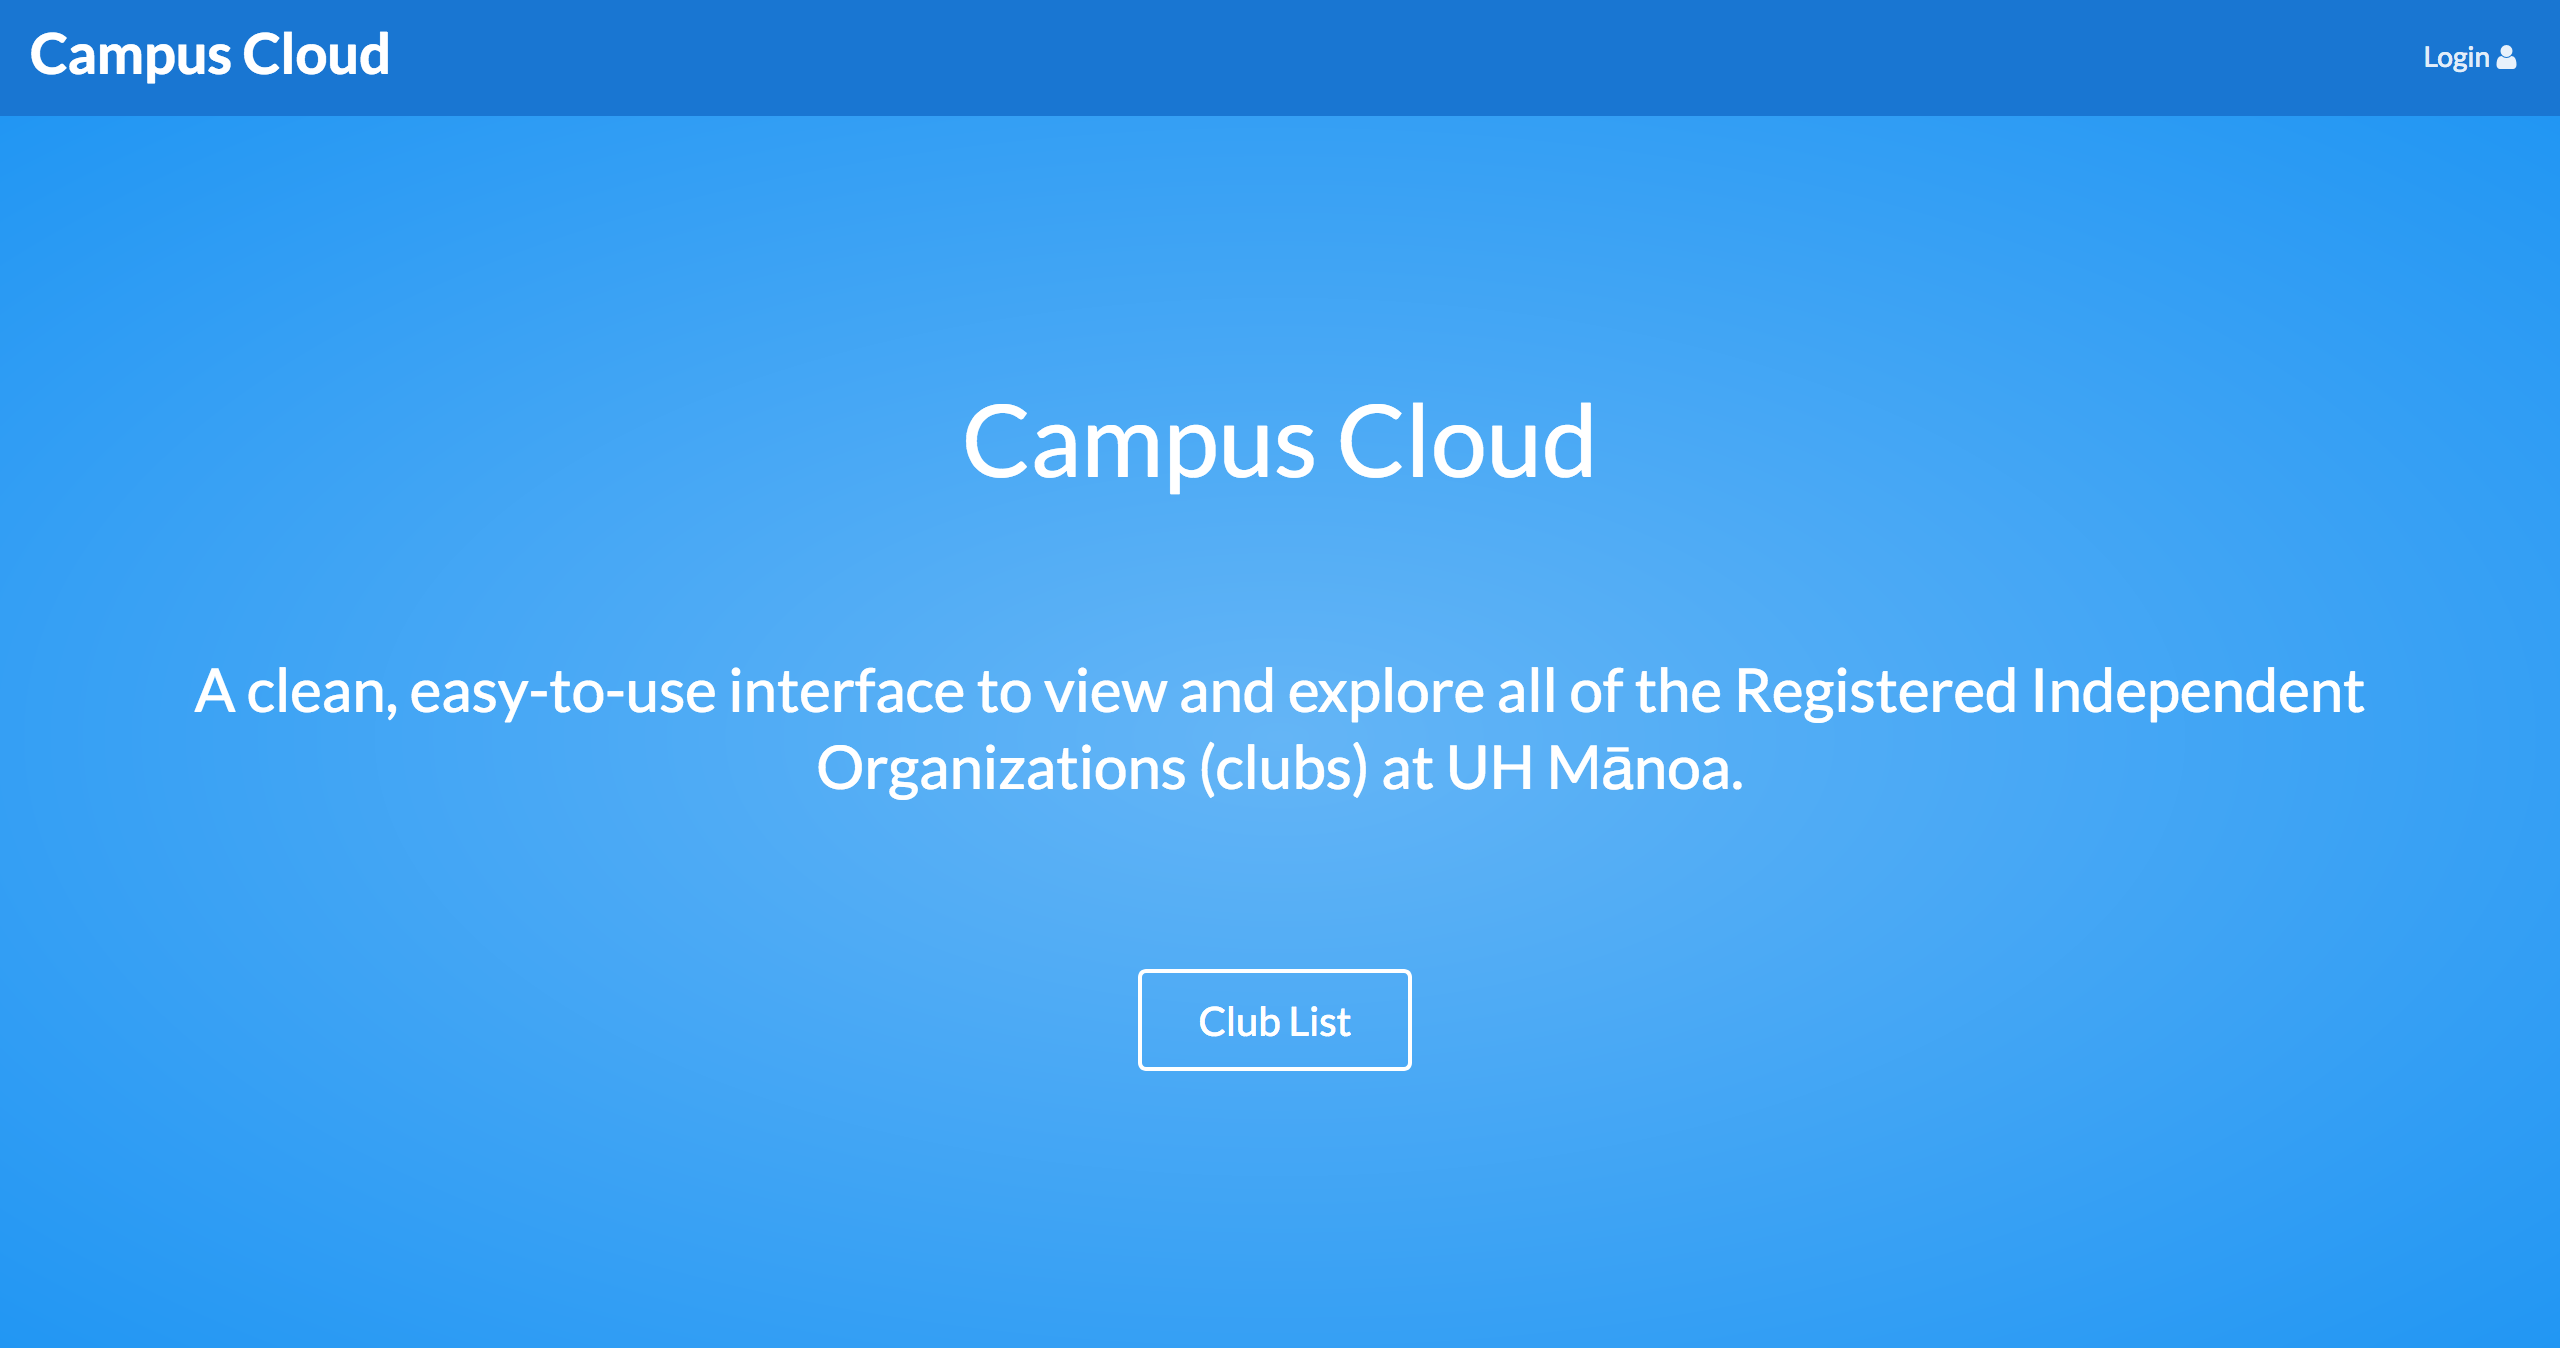 Campus Cloud
Login
Campus Cloud
A clean, easy-to-use interface to view and explore all of the Registered Independent
Organizations (clubs) at UH Mānoa.
Club List